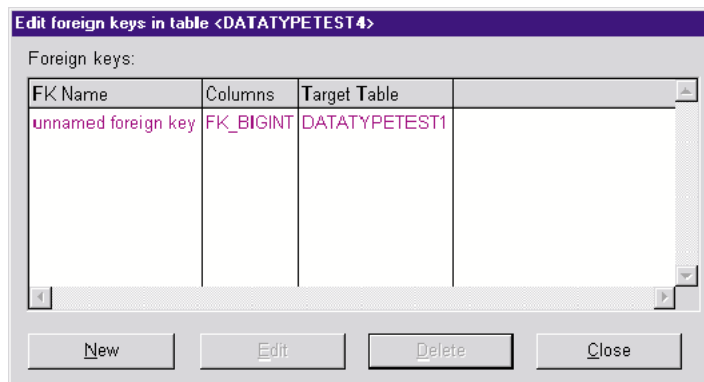 Edit foreign keys in table <DATATYPETEST4>
Foreign keys:
FK Name Columns Target Table
unnamed foreign key FK_BIGINT DATATYPETEST1
New Edit Delete Close